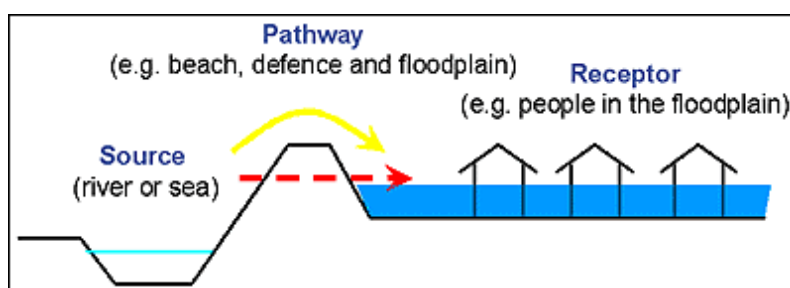 Pathway
(e.g. beach, defence and floodplain)
Receptor
(e.g. people in the floodplain)
Source
(river or sea)